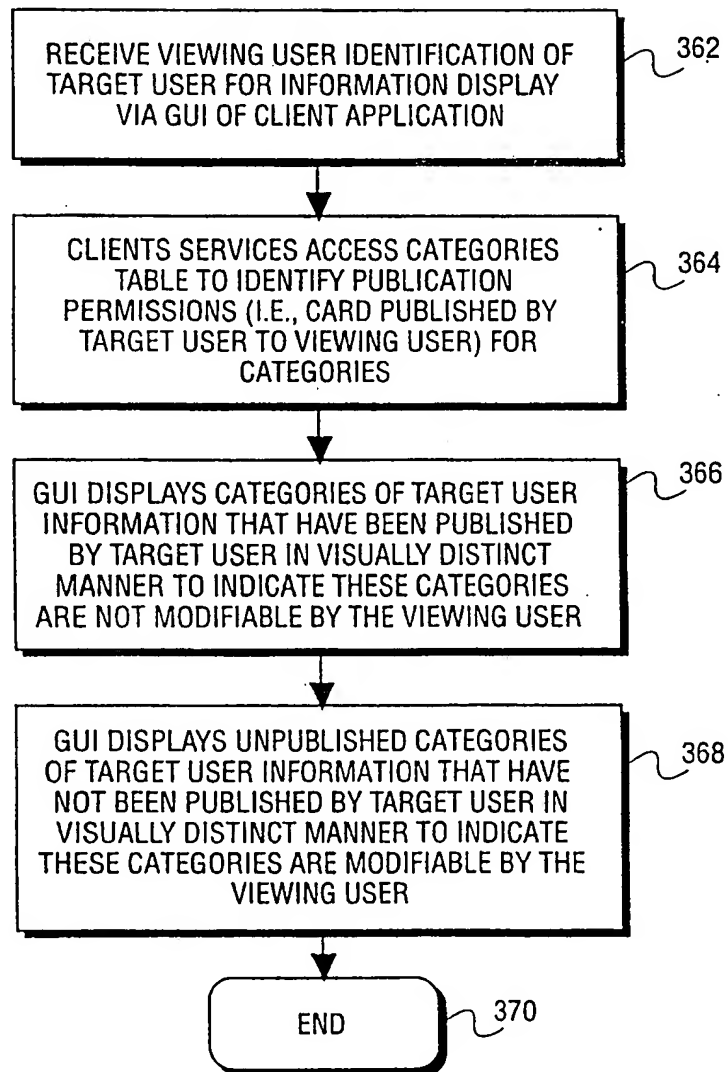 RECEIVE VIEWING USER IDENTIFICATION OF
TARGET USER FOR INFORMATION DISPLAY
VIA GUI OF CLIENT APPLICATION
362
CLIENTS SERVICES ACCESS CATEGORIES
TABLE TO IDENTIFY PUBLICATION
PERMISSIONS (I.E., CARD PUBLISHED BY
TARGET USER TO VIEWING USER) FOR
CATEGORIES
364
GUI DISPLAYS CATEGORIES OF TARGET USER
INFORMATION THAT HAVE BEEN PUBLISHED
BY TARGET USER IN VISUALLY DISTINCT
MANNER TO INDICATE THESE CATEGORIES
ARE NOT MODIFIABLE BY THE VIEWING USER
366
GUI DISPLAYS UNPUBLISHED CATEGORIES
OF TARGET USER INFORMATION THAT HAVE
NOT BEEN PUBLISHED BY TARGET USER IN
VISUALLY DISTINCT MANNER TO INDICATE
THESE CATEGORIES ARE MODIFIABLE BY THE
VIEWING USER
368
END
370